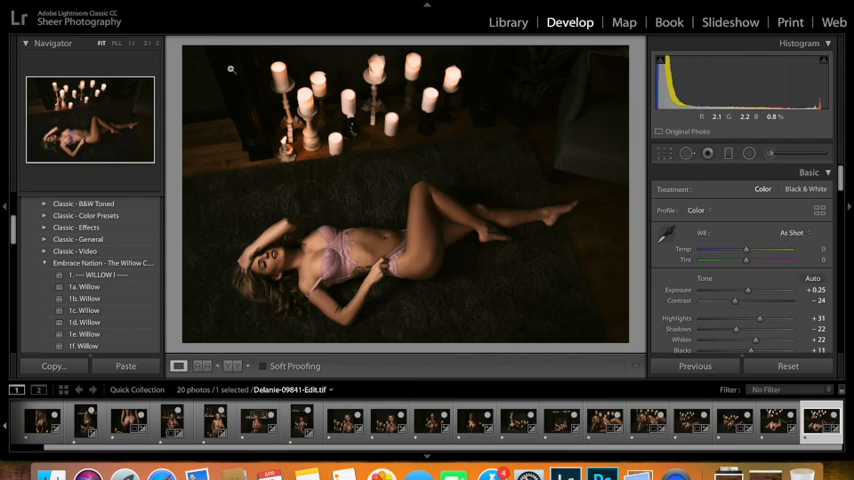 Lr
Adobe Lightroom Classic CC
Sheer Photography
Library | Develop | Map | Book | Slideshow | Print | Web
Navigator FIT FILL 1:1 2:1
Histogram
R 2.1 G 2.2 B 0.8 %
Original Photo
Basic
Treatment: Color Black & White
Profile: Color
WB: As Shot
Temp 0
Tint 0
Tone Auto
Exposure + 0.25
Contrast − 24
Highlights + 31
Shadows − 22
Whites + 22
Blacks + 11
Classic - B&W Toned
Classic - Color Presets
Classic - Effects
Classic - General
Classic - Video
Embrace Nation - The Willow C...
1. ---- WILLOW I ----
1a. Willow
1b. Willow
1c. Willow
1d. Willow
1e. Willow
1f. Willow
Copy... Paste
Soft Proofing
Previous Reset
1 2 Quick Collection 20 photos / 1 selected / Delanie-09841-Edit.tif
Filter: No Filter
APR
4
Lr
Ps